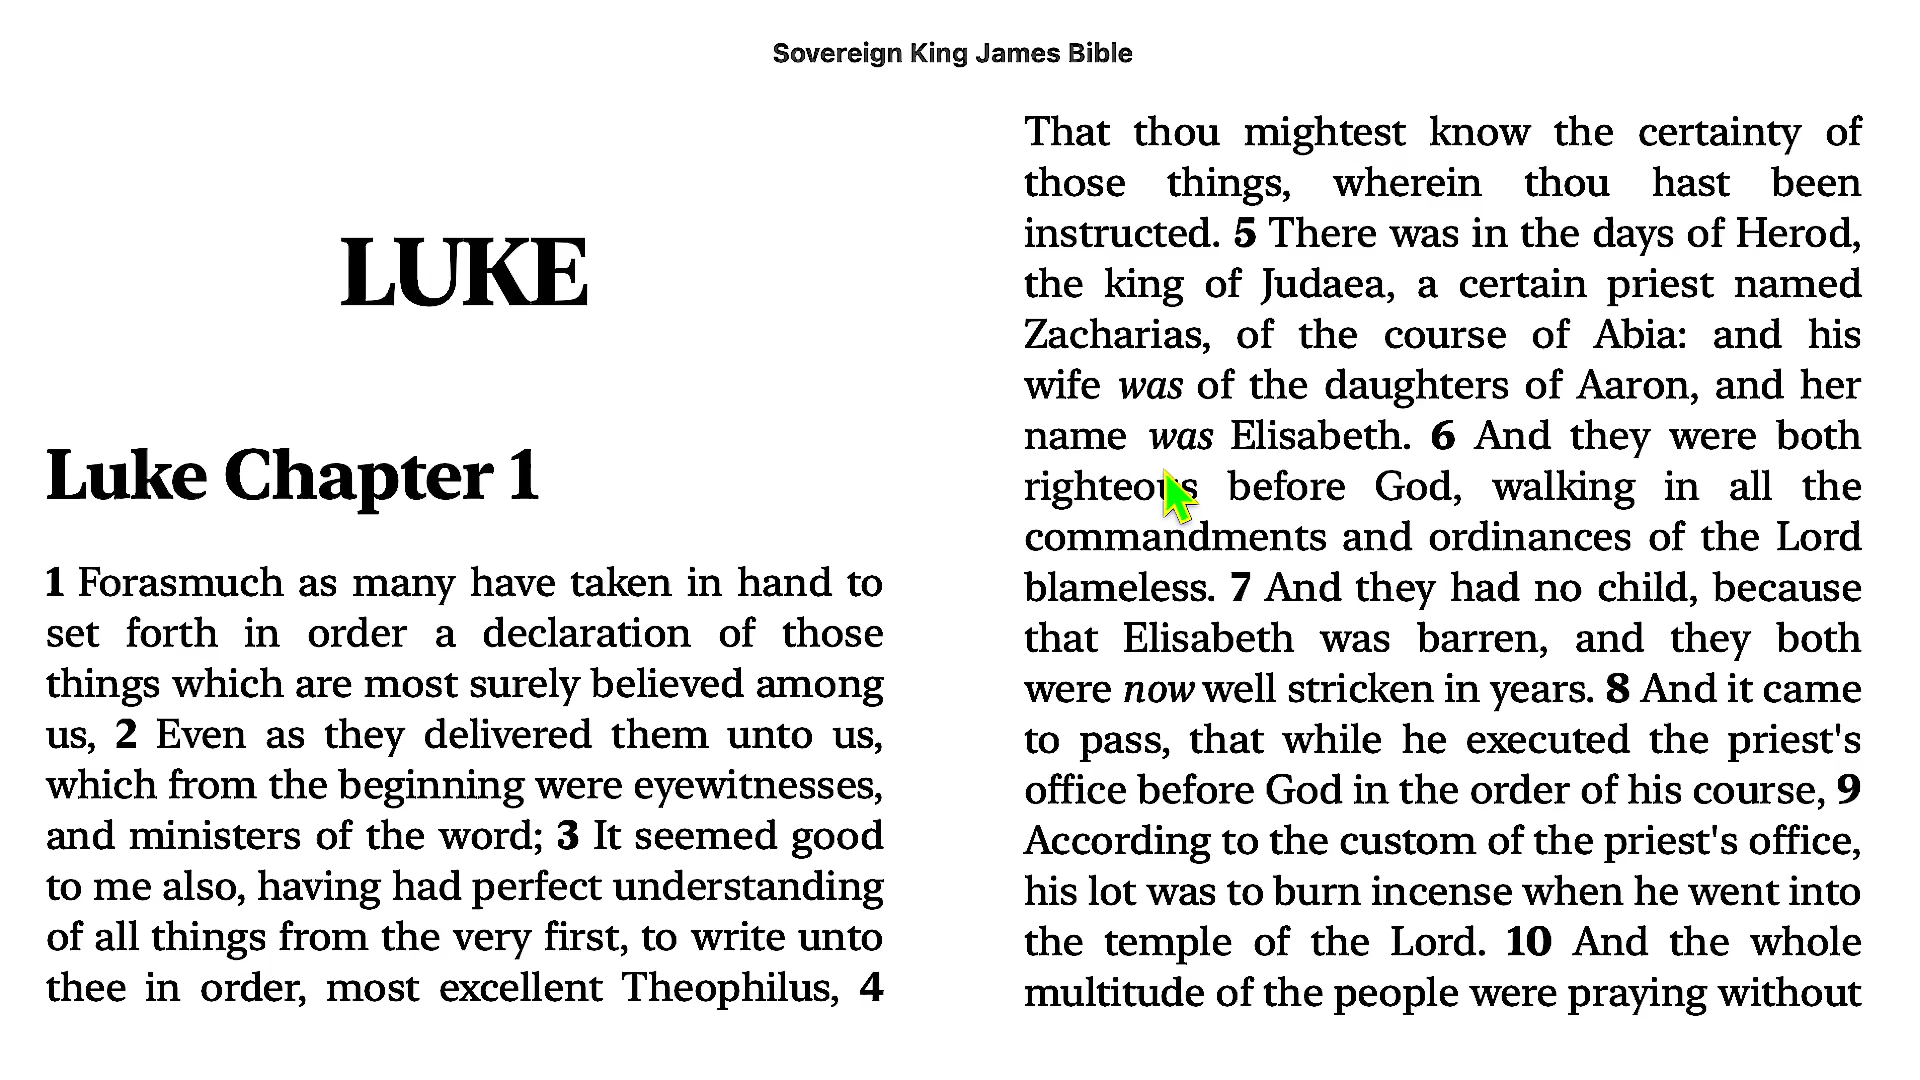 Sovereign King James Bible
LUKE
Luke Chapter 1
1 Forasmuch as many have taken in hand to
set forth in order a declaration of those
things which are most surely believed among
us, 2 Even as they delivered them unto us,
which from the beginning were eyewitnesses,
and ministers of the word; 3 It seemed good
to me also, having had perfect understanding
of all things from the very first, to write unto
thee in order, most excellent Theophilus, 4
That thou mightest know the certainty of
those things, wherein thou hast been
instructed. 5 There was in the days of Herod,
the king of Judaea, a certain priest named
Zacharias, of the course of Abia: and his
wife was of the daughters of Aaron, and her
name was Elisabeth. 6 And they were both
righteous before God, walking in all the
commandments and ordinances of the Lord
blameless. 7 And they had no child, because
that Elisabeth was barren, and they both
were now well stricken in years. 8 And it came
to pass, that while he executed the priest's
office before God in the order of his course, 9
According to the custom of the priest's office,
his lot was to burn incense when he went into
the temple of the Lord. 10 And the whole
multitude of the people were praying without